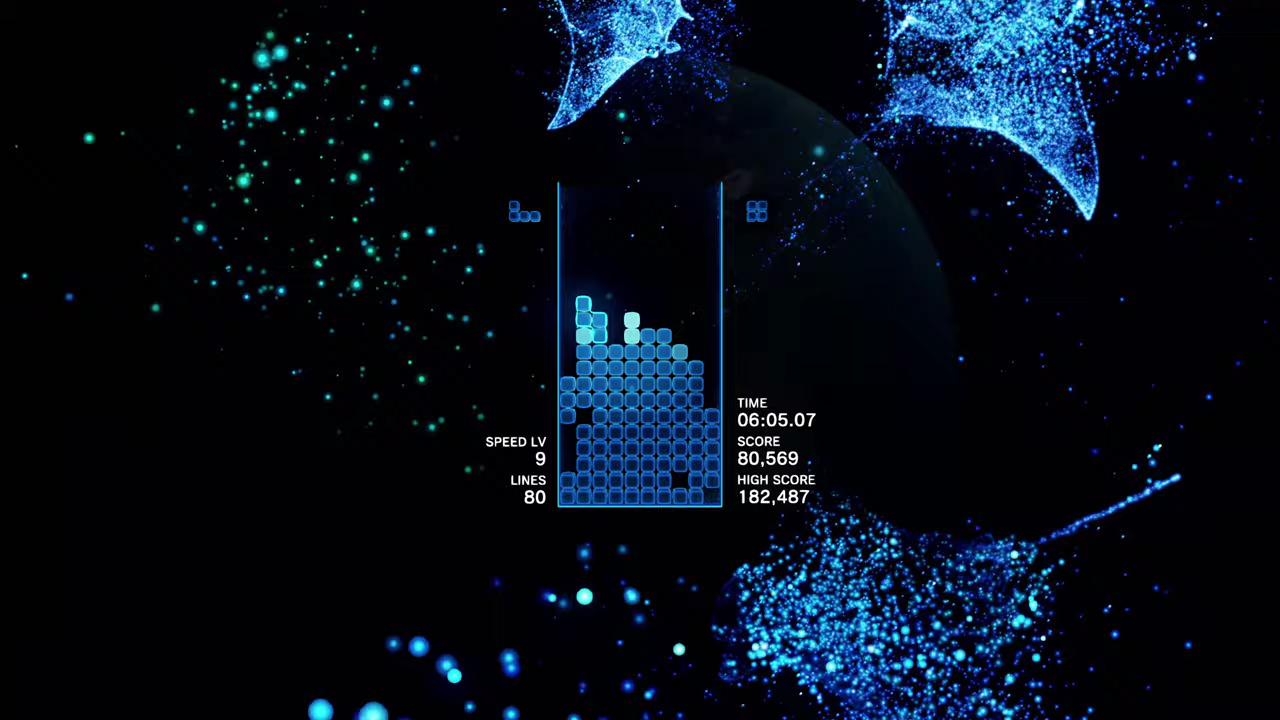 SPEED LV
9
LINES
80
TIME
06:05.07
SCORE
80,569
HIGH SCORE
182,487